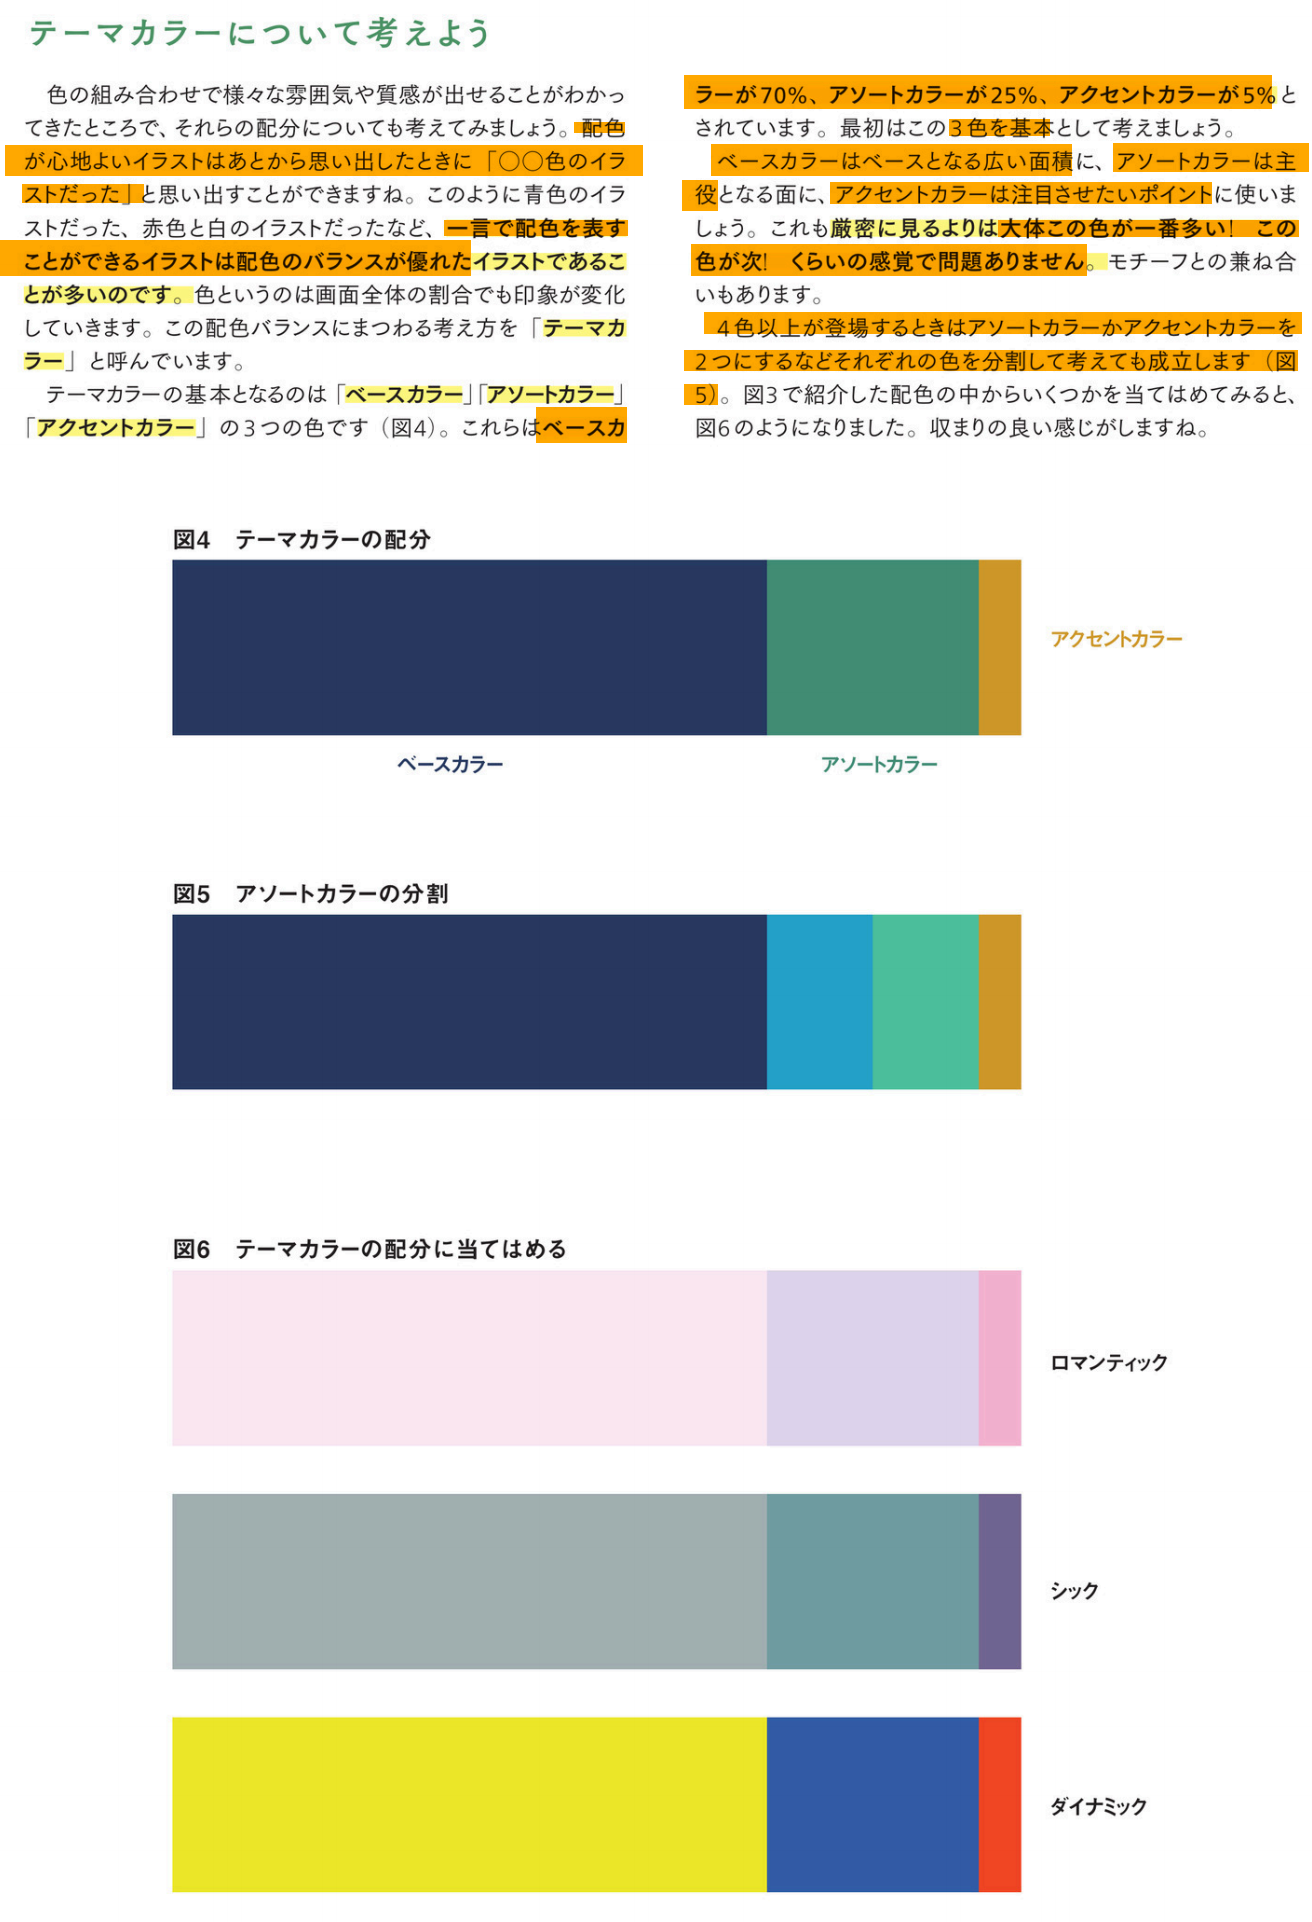 テーマカラーについて考えよう
色の組み合わせで様々な雰囲気や質感が出せることがわかっ
てきたところで、それらの配分についても考えてみましょう。配色
が心地よいイラストはあとから思い出したときに「〇〇色のイラ
ストだった」と思い出すことができますね。このように青色のイラ
ストだった、赤色と白のイラストだったなど、一言で配色を表す
ことができるイラストは配色のバランスが優れたイラストであるこ
とが多いのです。色というのは画面全体の割合でも印象が変化
していきます。この配色バランスにまつわる考え方を「テーマカ
ラー」と呼んでいます。
テーマカラーの基本となるのは「ベースカラー」「アソートカラー」
「アクセントカラー」の3つの色です（図4）。これらはベースカ
ラーが70%、アソートカラーが25%、アクセントカラーが5%と
されています。最初はこの3色を基本として考えましょう。
ベースカラーはベースとなる広い面積に、アソートカラーは主
役となる面に、アクセントカラーは注目させたいポイントに使いま
しょう。これも厳密に見るよりは大体この色が一番多い！　この
色が次！　くらいの感覚で問題ありません。モチーフとの兼ね合
いもあります。
4色以上が登場するときはアソートカラーかアクセントカラーを
2つにするなどそれぞれの色を分割して考えても成立します（図
5）。図3で紹介した配色の中からいくつかを当てはめてみると、
図6のようになりました。収まりの良い感じがしますね。
図4　テーマカラーの配分
アクセントカラー
ベースカラー　アソートカラー
図5　アソートカラーの分割
図6　テーマカラーの配分に当てはめる
ロマンティック
シック
ダイナミック